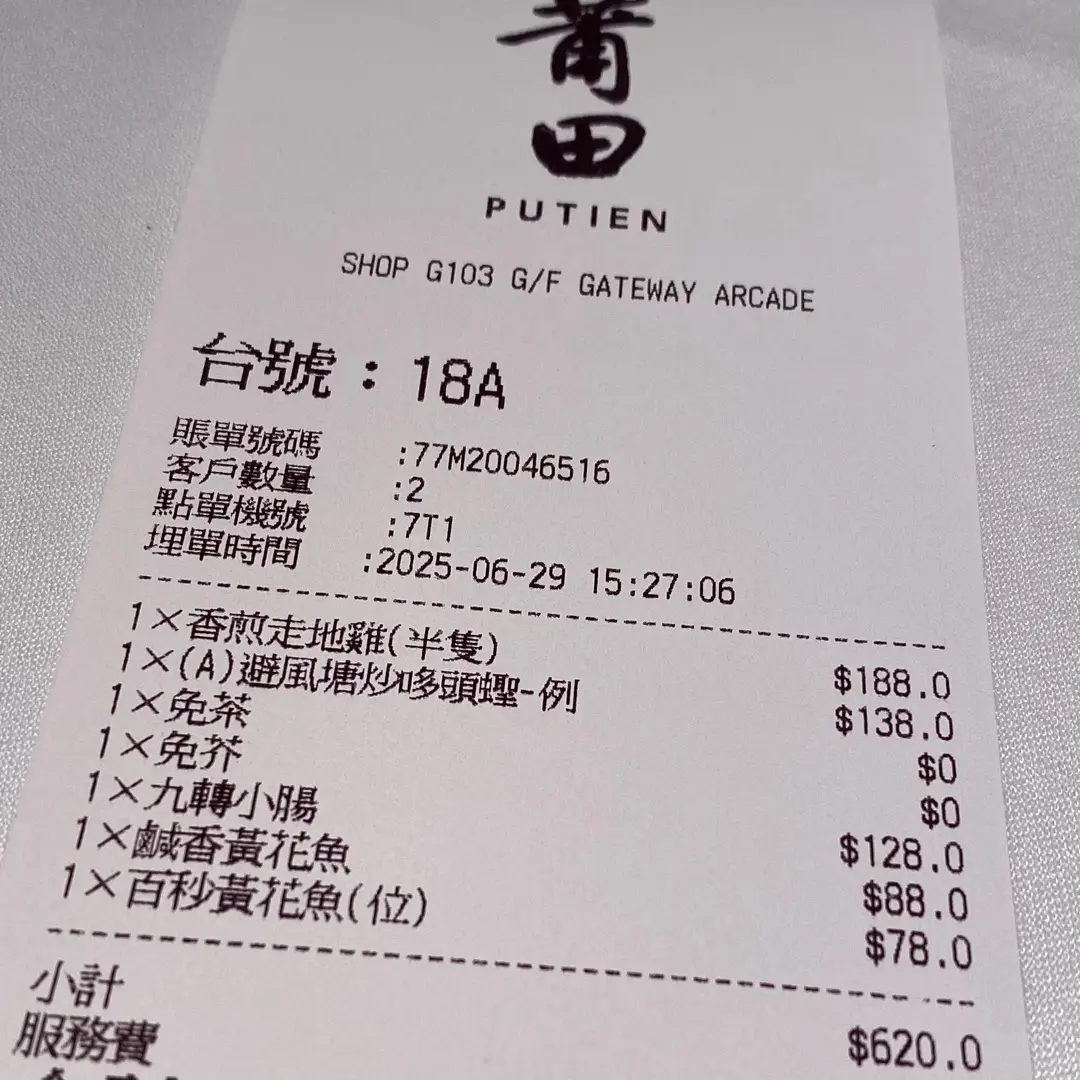 莆
田
PUTIEN
SHOP G103 G/F GATEWAY ARCADE
台號：18A
賬單號碼 :77M20046516
客戶數量 :2
點單機號 :7T1
埋單時間 :2025-06-29 15:27:06
1×香煎走地雞(半隻) $188.0
1×(A)避風塘炒哆頭蟶-例 $138.0
1×免茶 $0
1×免芥 $0
1×九轉小腸 $128.0
1×鹹香黃花魚 $88.0
1×百秒黃花魚(位) $78.0
小計 $620.0
服務費